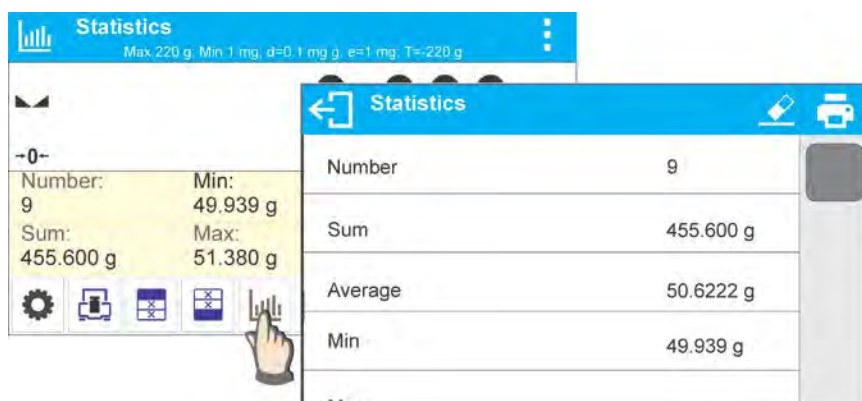 Statistics
Max 220 g, Min 1 mg, d=0.1 mg g, e=1 mg, T=-220 g
→0←
Number: Min:
9 49.939 g
Sum: Max:
455.600 g 51.380 g
Statistics
Number 9
Sum 455.600 g
Average 50.6222 g
Min 49.939 g